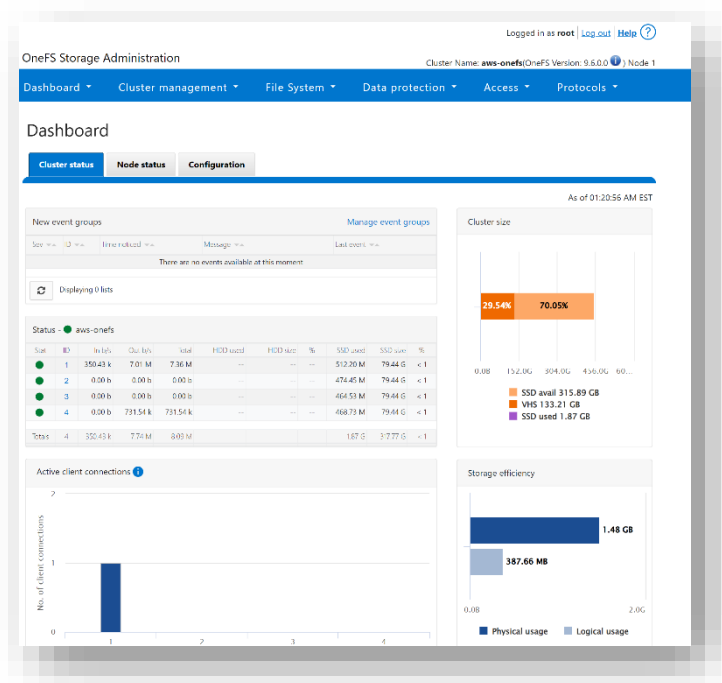 Logged in as root Log out Help ?
OneFS Storage Administration
Cluster Name: aws-onefs(OneFS Version: 9.6.0.0 i ) Node 1
Dashboard Cluster management File System Data protection Access Protocols
Dashboard
Cluster status Node status Configuration
As of 01:20:56 AM EST
New event groups Manage event groups
Sev ID Time noticed Message Last event
There are no events available at this moment
Displaying 0 lists
Status - aws-onefs
Stat ID In b/s Out b/s Total HDD used HDD size % SSD used SSD size %
1 350.43 k 7.01 M 7.36 M -- -- -- 512.20 M 79.44 G < 1
2 0.00 b 0.00 b 0.00 b -- -- -- 474.45 M 79.44 G < 1
3 0.00 b 0.00 b 0.00 b -- -- -- 464.53 M 79.44 G < 1
4 0.00 b 731.54 k 731.54 k -- -- -- 468.73 M 79.44 G < 1
Totals 4 350.43 k 7.74 M 8.09 M 1.87 G 317.77 G < 1
Cluster size
29.54% 70.05%
0.0B 152.0G 304.0G 456.0G 60...
SSD avail 315.89 GB
VHS 133.21 GB
SSD used 1.87 GB
Active client connections i
No. of client connections
2
1
0
1 2 3 4
Storage efficiency
1.48 GB
387.66 MB
0.0B 2.0G
Physical usage Logical usage